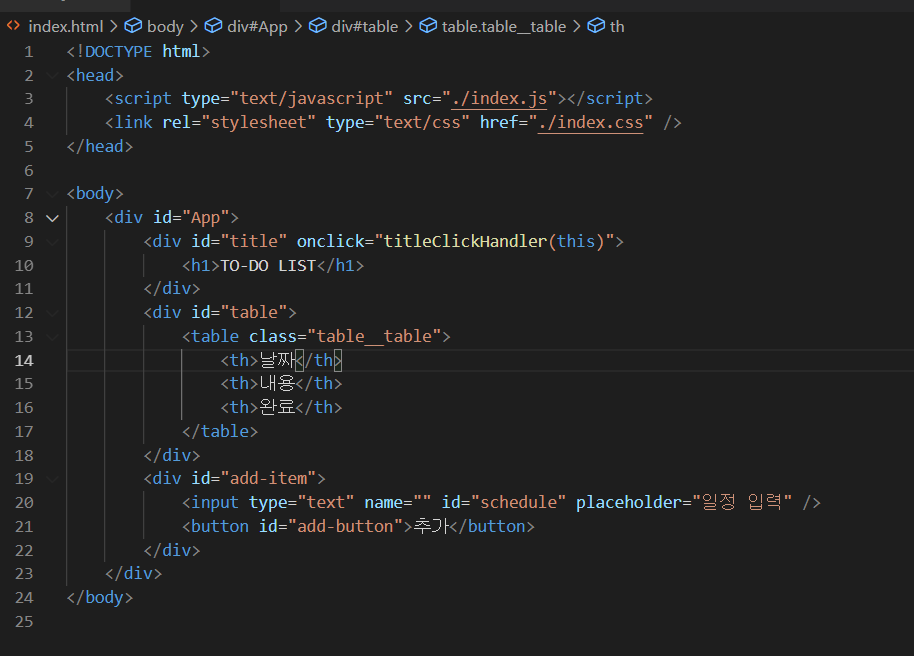 index.html > body > div#App > div#table > table.table__table > th
1 <!DOCTYPE html>
2 <head>
3     <script type="text/javascript" src="./index.js"></script>
4     <link rel="stylesheet" type="text/css" href="./index.css" />
5 </head>
6
7 <body>
8     <div id="App">
9         <div id="title" onclick="titleClickHandler(this)">
10             <h1>TO-DO LIST</h1>
11         </div>
12         <div id="table">
13             <table class="table__table">
14                 <th>날짜</th>
15                 <th>내용</th>
16                 <th>완료</th>
17             </table>
18         </div>
19         <div id="add-item">
20             <input type="text" name="" id="schedule" placeholder="일정 입력" />
21             <button id="add-button">추가</button>
22         </div>
23     </div>
24 </body>
25